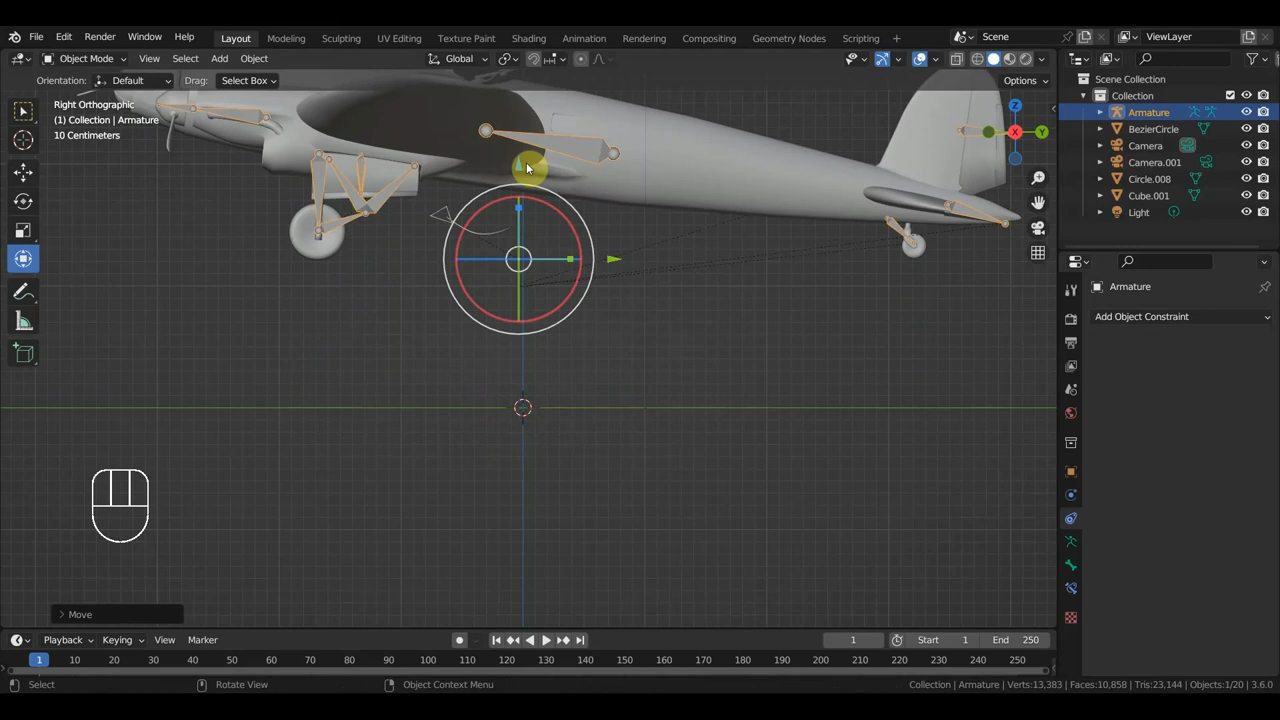 File Edit Render Window Help Layout Modeling Sculpting UV Editing Texture Paint Shading Animation Rendering Compositing Geometry Nodes Scripting + Scene ViewLayer
Object Mode View Select Add Object Global
Orientation: Default Drag: Select Box Options
Right Orthographic
(1) Collection | Armature
10 Centimeters
Z
X
Y
Scene Collection
Collection
Armature
BezierCircle
Camera
Camera.001
Circle.008
Cube.001
Light
Armature
Add Object Constraint
Move
Playback Keying View Marker 1 Start 1 End 250
1 10 20 30 40 50 60 70 80 90 100 110 120 130 140 150 160 170 180 190 200 210 220 230 240 250
Select Rotate View Object Context Menu Collection | Armature | Verts:13,383 | Faces:10,858 | Tris:23,144 | Objects:1/20 | 3.6.0